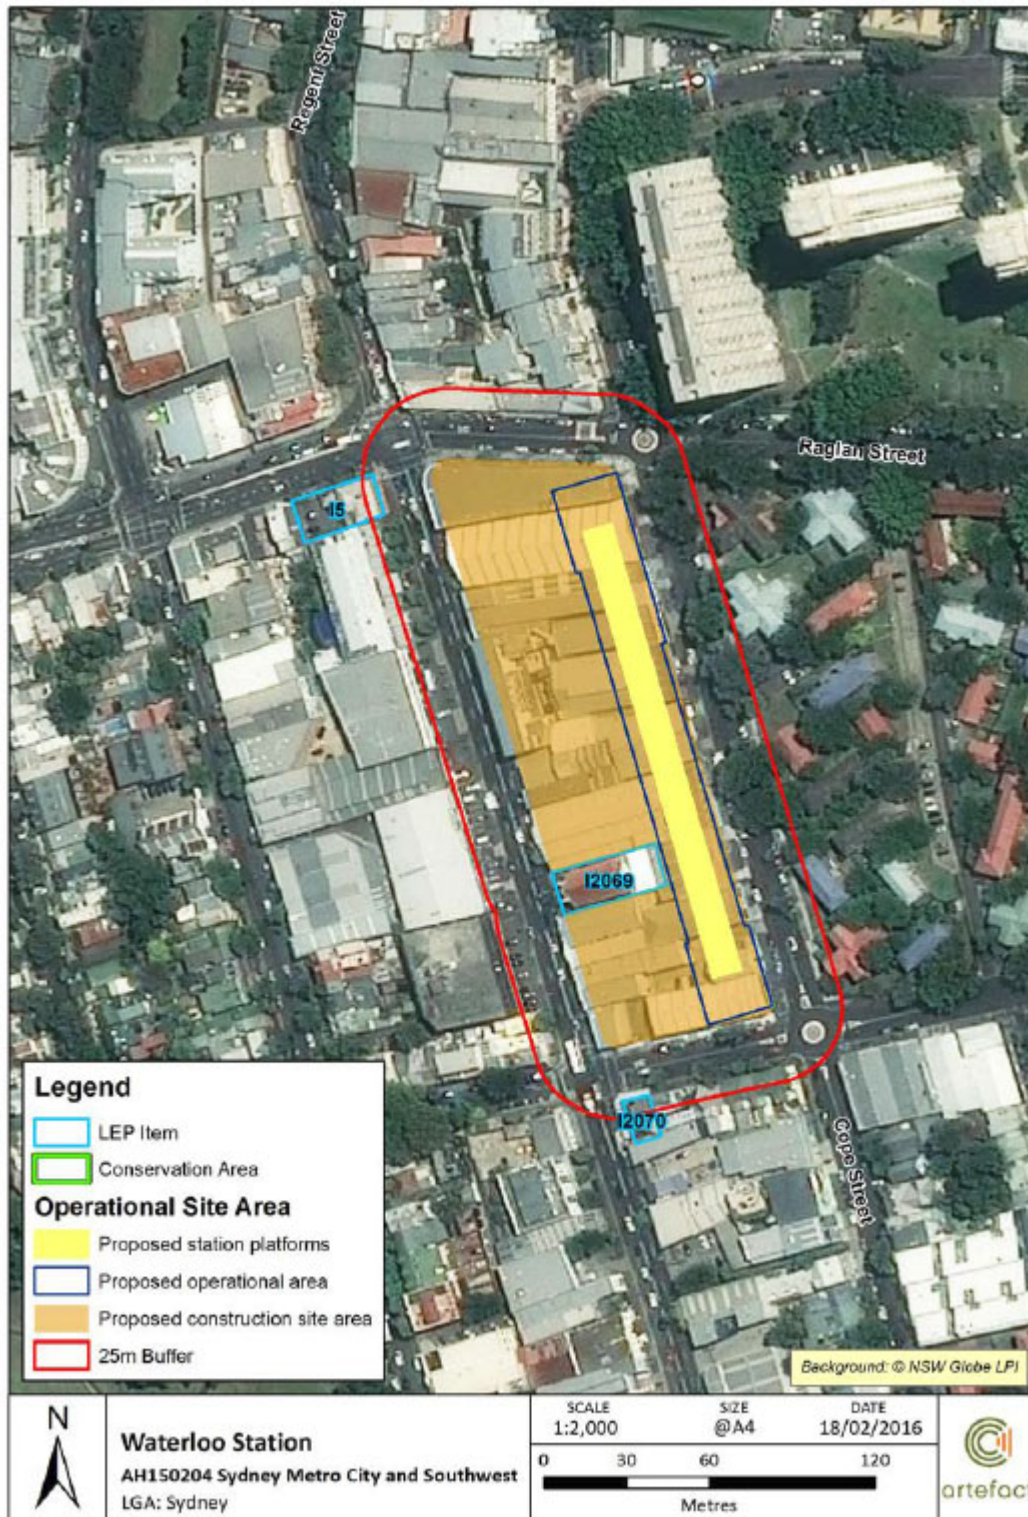 Regent Street
Raglan Street
I5
I2069
I2070
Cope Street
Legend
LEP Item
Conservation Area
Operational Site Area
Proposed station platforms
Proposed operational area
Proposed construction site area
25m Buffer
Background: © NSW Globe LPI
N
Waterloo Station
AH150204 Sydney Metro City and Southwest
LGA: Sydney
SCALE SIZE DATE
1:2,000 @A4 18/02/2016
0 30 60 120
Metres
artefact